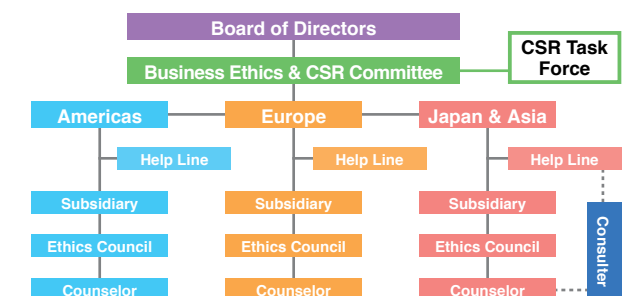 Board of Directors
CSR Task
Force
Business Ethics & CSR Committee
Americas
Europe
Japan & Asia
Help Line
Help Line
Help Line
Subsidiary
Subsidiary
Subsidiary
Consulter
Ethics Council
Ethics Council
Ethics Council
Counselor
Counselor
Counselor